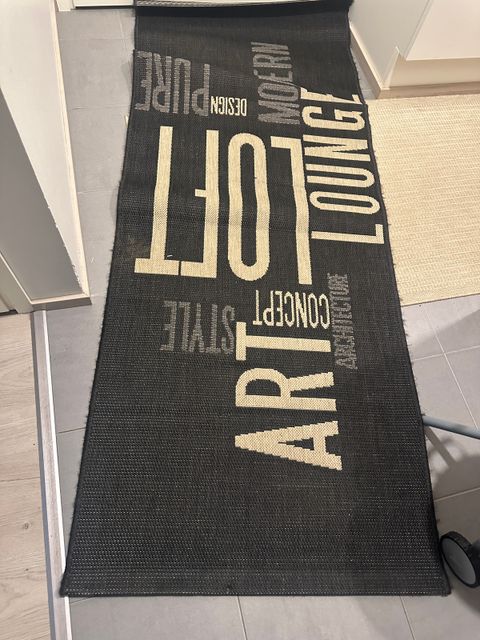 PURE
DESIGN
MOERN
LOUNGE
LOFT
STYLE
CONCEPT
ARCHITECTURE
ART